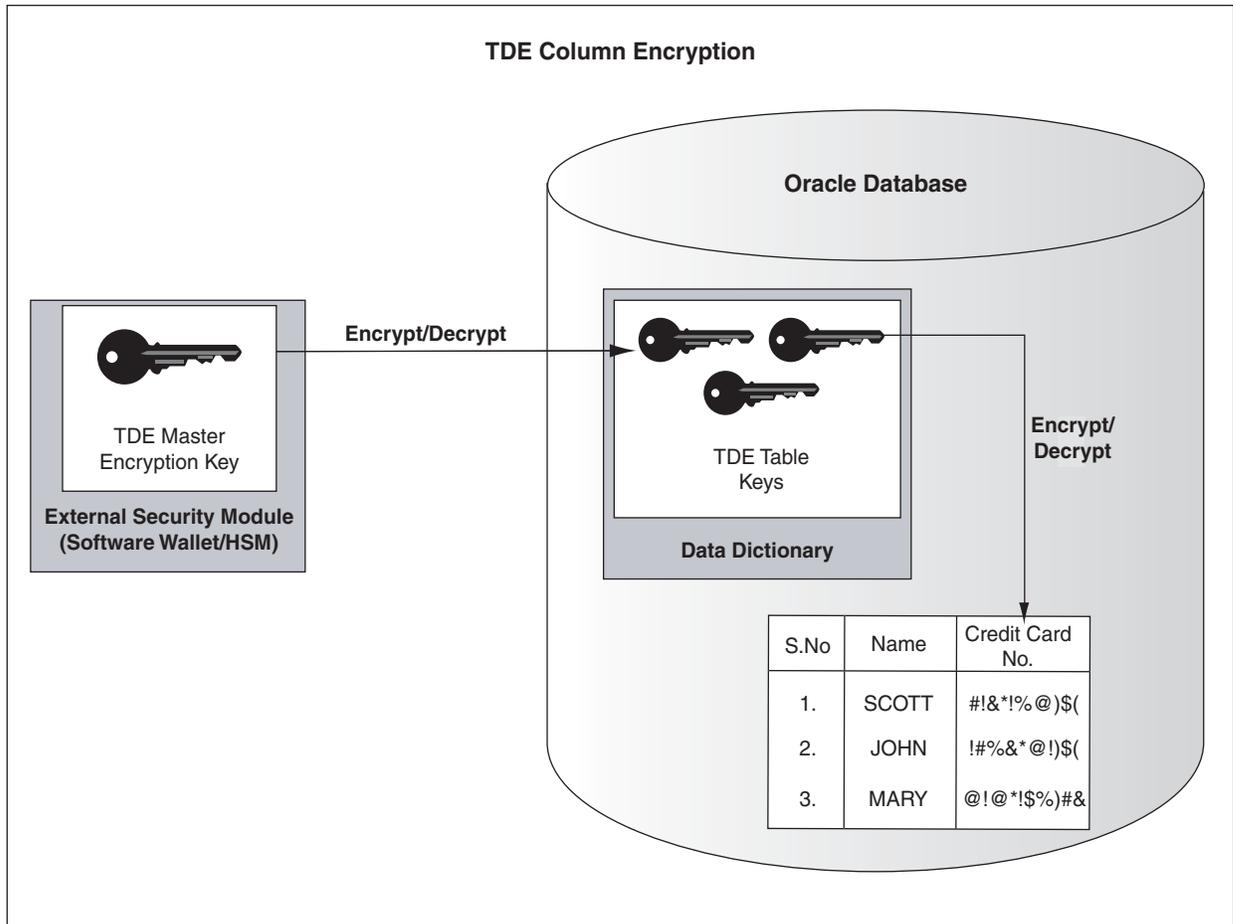 TDE Column Encryption
Oracle Database
Encrypt/Decrypt
TDE Master
Encryption Key
External Security Module
(Software Wallet/HSM)
TDE Table
Keys
Data Dictionary
Encrypt/
Decrypt
S.No Name Credit Card
No.
1. SCOTT #!&*!%@)$(
2. JOHN !#%&*@!)$(
3. MARY @!@*!$%)#&